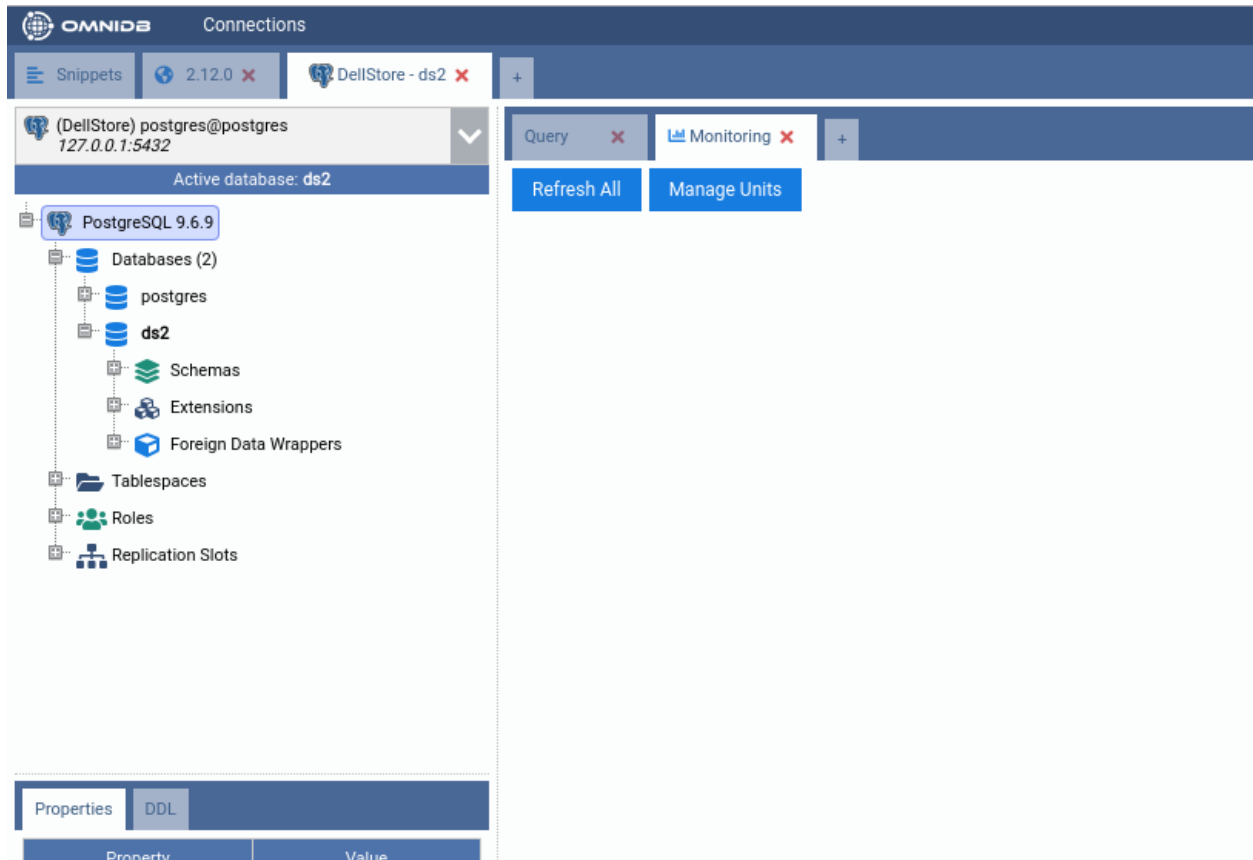 OMNIDB Connections
Snippets 2.12.0 DellStore - ds2 +
(DellStore) postgres@postgres
127.0.0.1:5432
Active database: ds2
PostgreSQL 9.6.9
Databases (2)
postgres
ds2
Schemas
Extensions
Foreign Data Wrappers
Tablespaces
Roles
Replication Slots
Properties DDL
Property Value
Query Monitoring +
Refresh All Manage Units